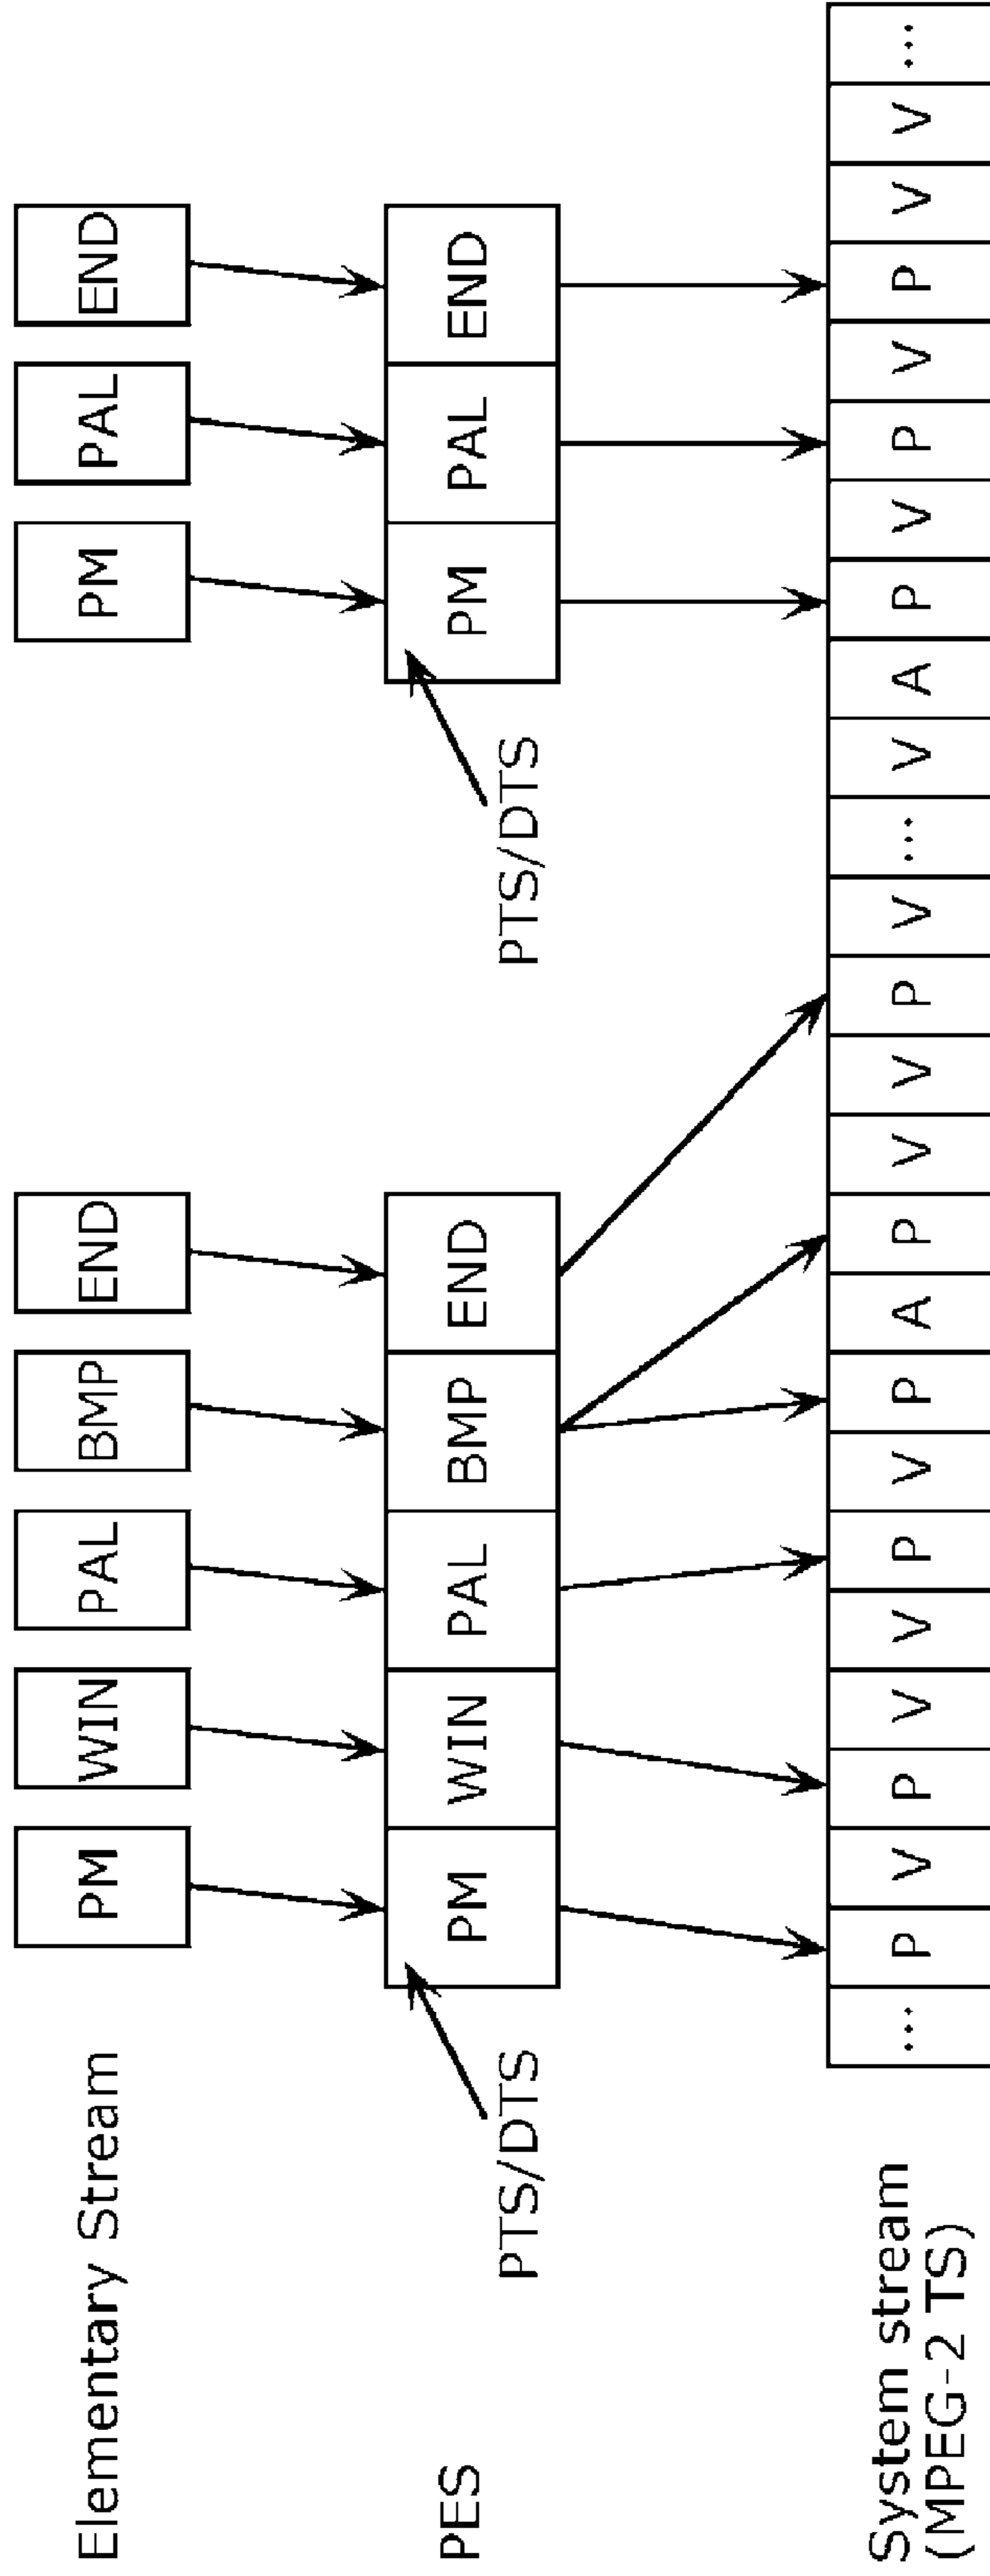 Elementary Stream
PM
WIN
PAL
BMP
END
PM
PAL
END
PES
PM
WIN
PAL
BMP
END
PM
PAL
END
PTS/DTS
PTS/DTS
System stream
(MPEG-2 TS)
... P V P V V P V P A P V V P V ... V A P V P V P V V ...